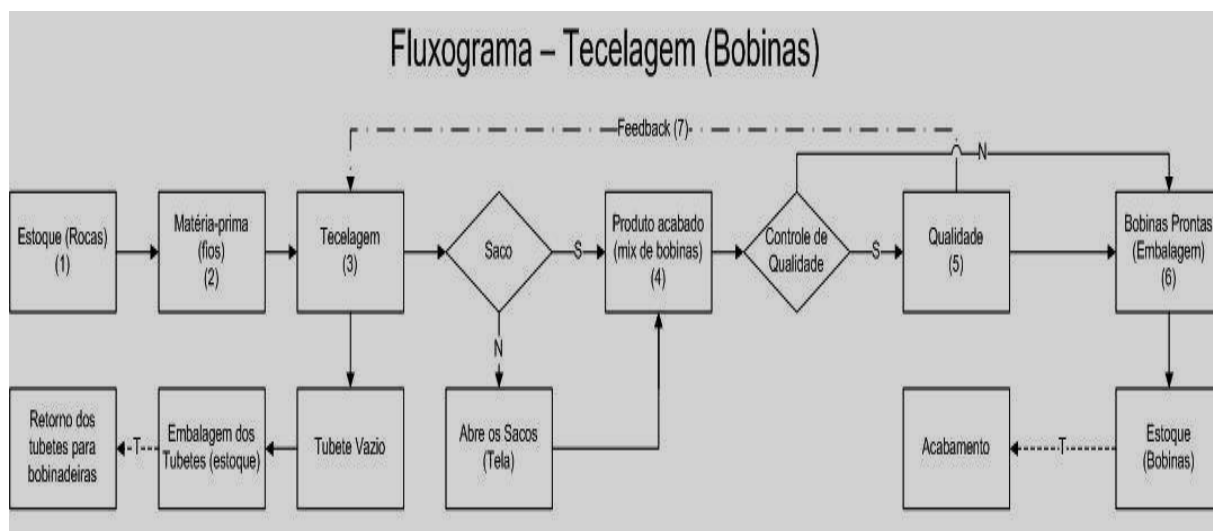 Fluxograma – Tecelagem (Bobinas)
Feedback (7)
N
Estoque (Rocas)
(1)
Matéria-prima
(fios)
(2)
Tecelagem
(3)
Saco
S
Produto acabado
(mix de bobinas)
(4)
Controle de
Qualidade
S
Qualidade
(5)
Bobinas Prontas
(Embalagem)
(6)
N
Retorno dos
tubetes para
bobinadeiras
T
Embalagem dos
Tubetes (estoque)
Tubete Vazio
Abre os Sacos
(Tela)
Acabamento
T
Estoque
(Bobinas)